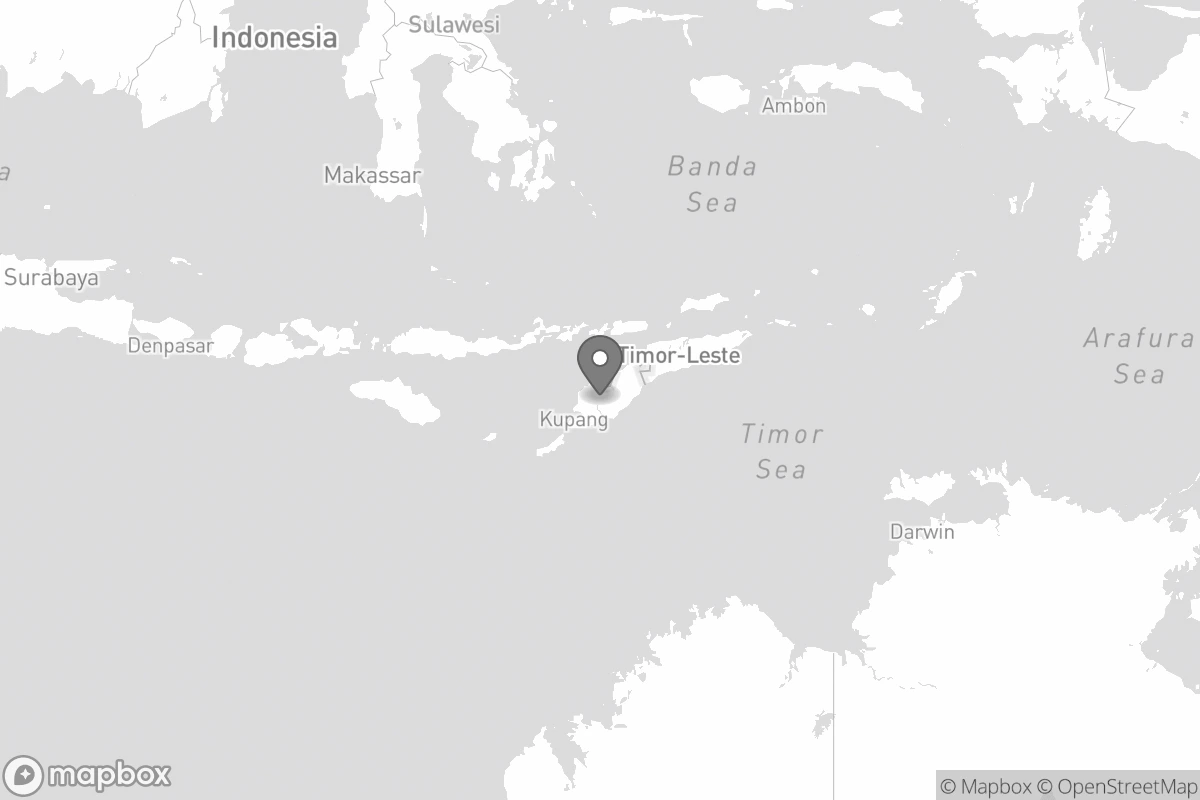 Sulawesi
Indonesia
Ambon
Makassar
Banda
Sea
a
Surabaya
Denpasar
Timor-Leste
Arafura
Sea
Kupang
Timor
Sea
Darwin
mapbox
© Mapbox © OpenStreetMap